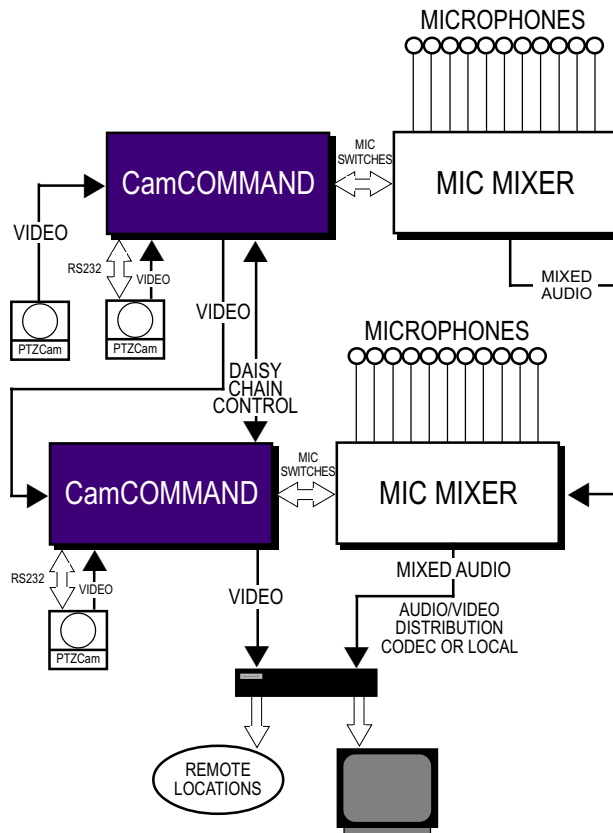 MICROPHONES
CamCOMMAND
MIC
SWITCHES
MIC MIXER
VIDEO
RS232
VIDEO
VIDEO
PTZCam
PTZCam
MIXED
AUDIO
DAISY
CHAIN
CONTROL
MICROPHONES
CamCOMMAND
MIC
SWITCHES
MIC MIXER
RS232
VIDEO
PTZCam
VIDEO
MIXED AUDIO
AUDIO/VIDEO
DISTRIBUTION
CODEC OR LOCAL
REMOTE
LOCATIONS